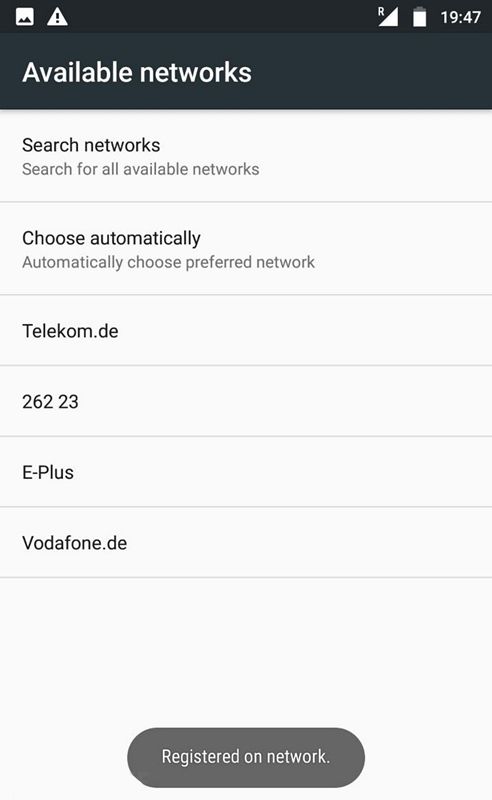 R 19:47
Available networks
Search networks
Search for all available networks
Choose automatically
Automatically choose preferred network
Telekom.de
262 23
E-Plus
Vodafone.de
Registered on network.